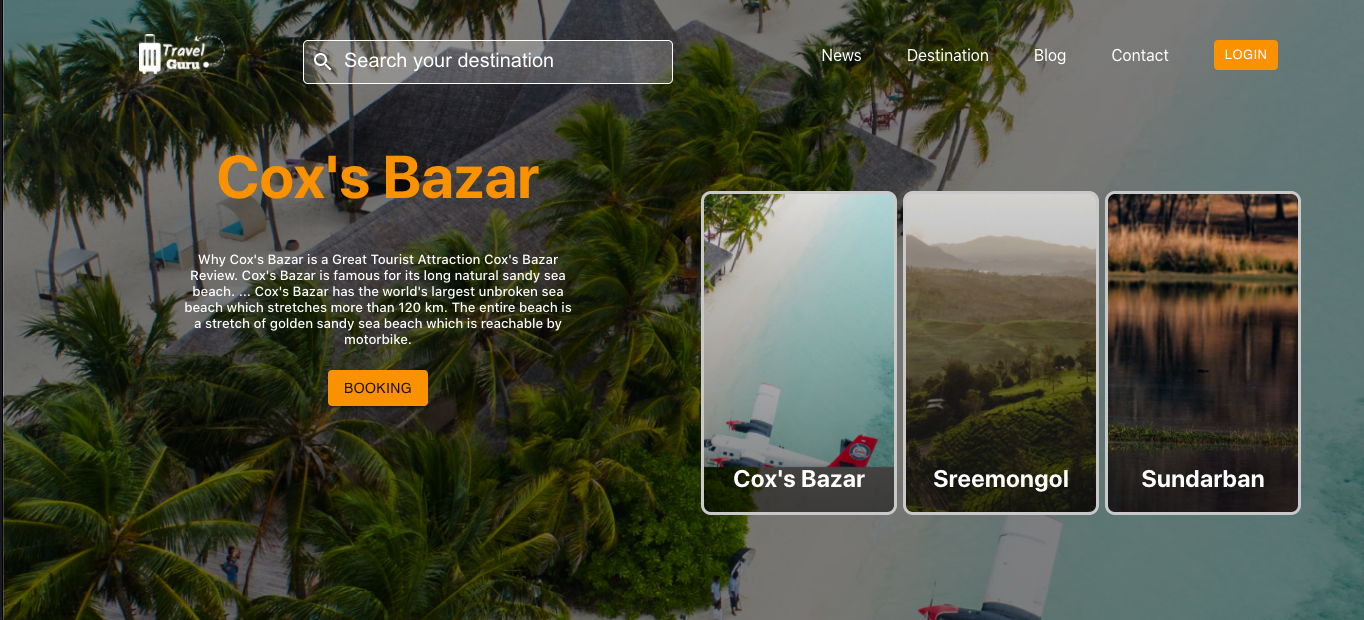 Travel
Guru
Search your destination
News
Destination
Blog
Contact
LOGIN
Cox's Bazar
Why Cox's Bazar is a Great Tourist Attraction Cox's Bazar
Review. Cox's Bazar is famous for its long natural sandy sea
beach. ... Cox's Bazar has the world's largest unbroken sea
beach which stretches more than 120 km. The entire beach is
a stretch of golden sandy sea beach which is reachable by
motorbike.
BOOKING
Cox's Bazar
Sreemongol
Sundarban